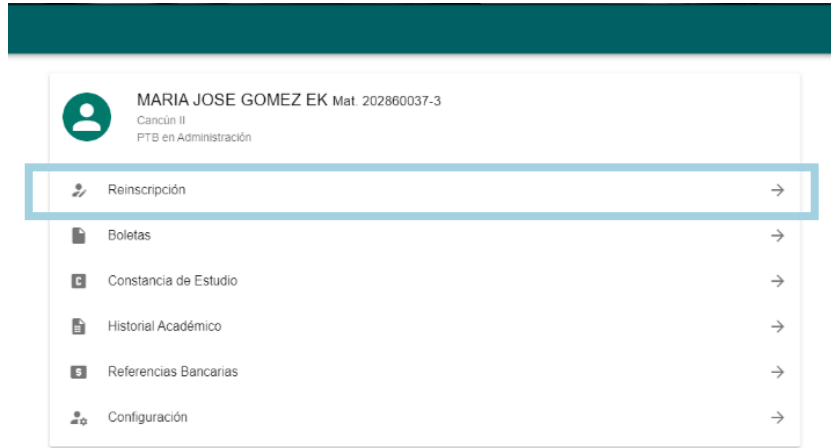 MARIA JOSE GOMEZ EK Mat. 202860037-3
Cancún II
PTB en Administración
Reinscripción
Boletas
Constancia de Estudio
Historial Académico
Referencias Bancarias
Configuración